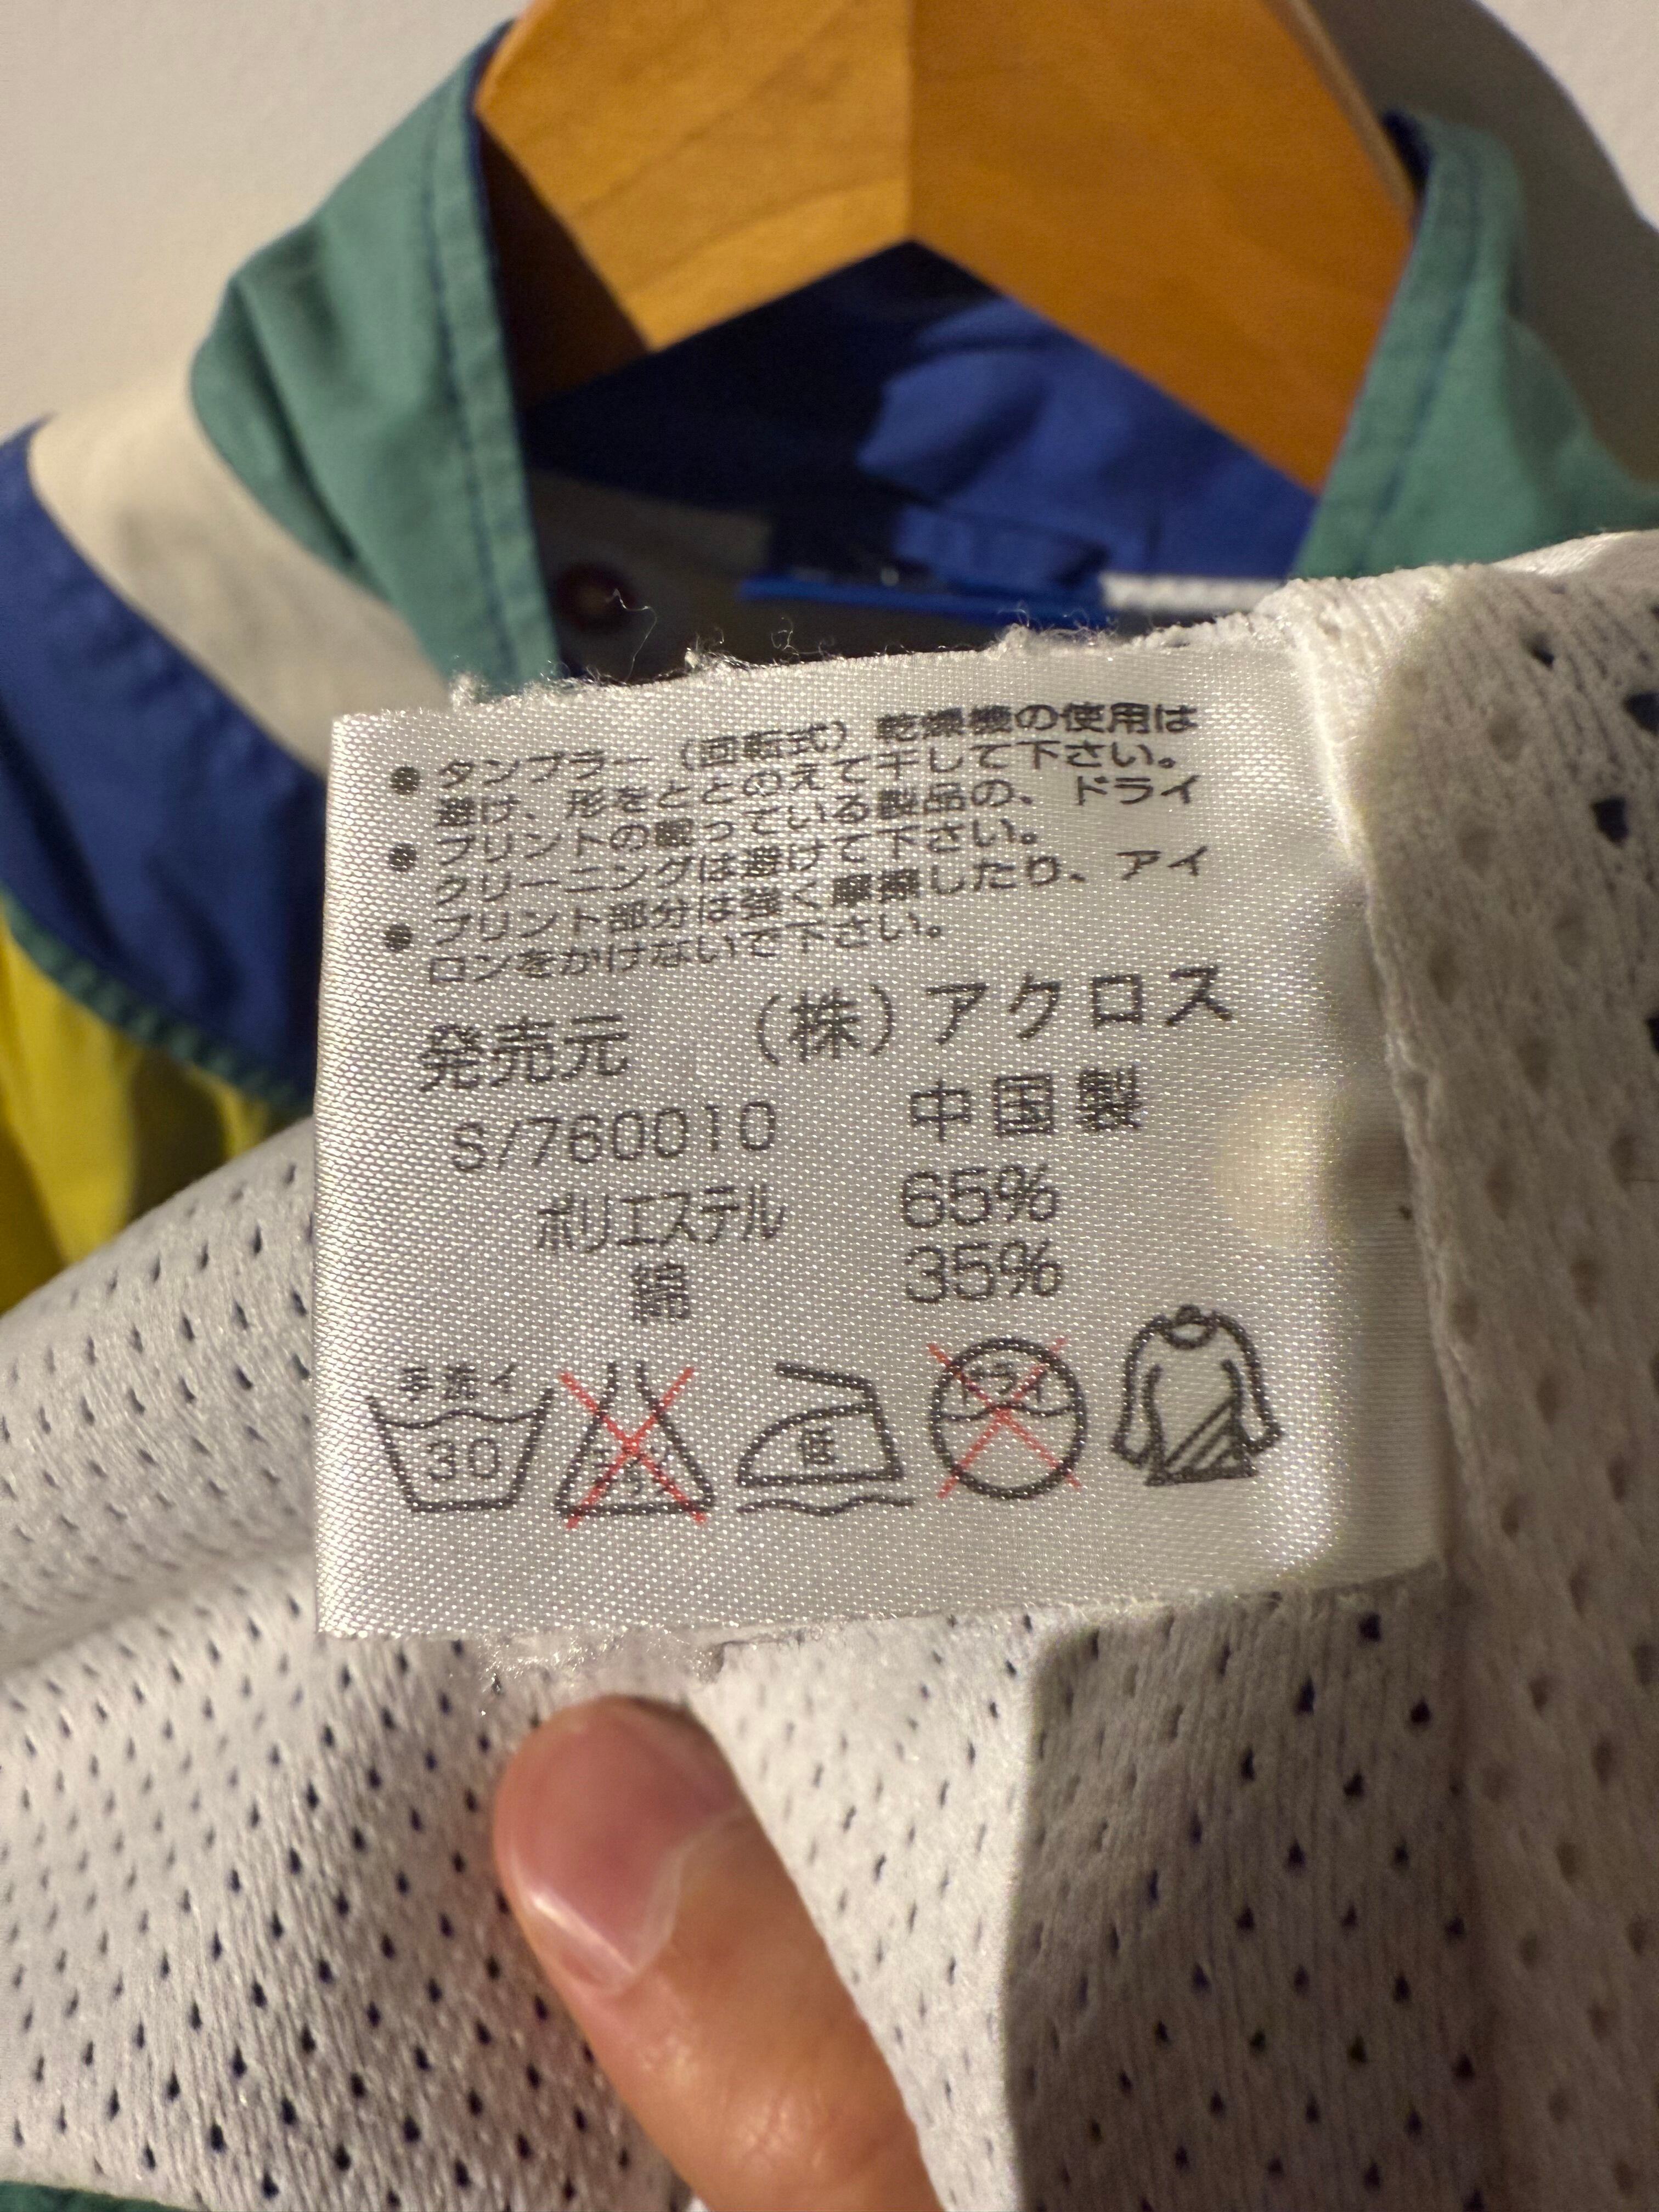 ●タンブラー（回転式）乾燥機の使用は
避け、形をととのえて干して下さい。
●プリントの載っている製品の、ドライ
クリーニングは避けて下さい。
●プリント部分は強く摩擦したり、アイ
ロンをかけないで下さい。
発売元　（株）アクロス
S/760010　中国製
ポリエステル　65%
綿　35%
手洗イ
30
低
ドライ